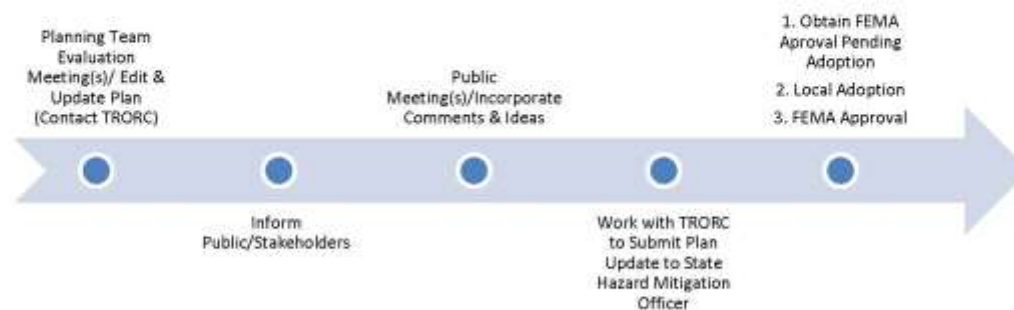 Planning Team
Evaluation
Meeting(s)/ Edit &
Update Plan
(Contact TRORC)
Inform
Public/Stakeholders
Public
Meeting(s)/Incorporate
Comments & Ideas
Work with TRORC
to Submit Plan
Update to State
Hazard Mitigation
Officer
1. Obtain FEMA
Aproval Pending
Adoption
2. Local Adoption
3. FEMA Approval